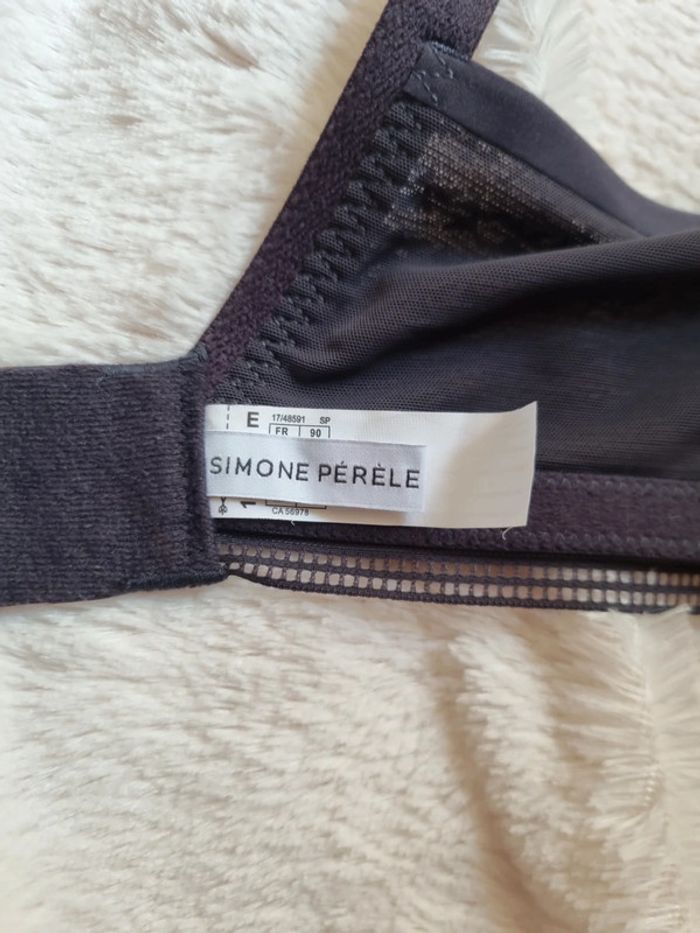 E
17/48591 SP
FR 90
SIMONE PÉRÈLE
CA 56978